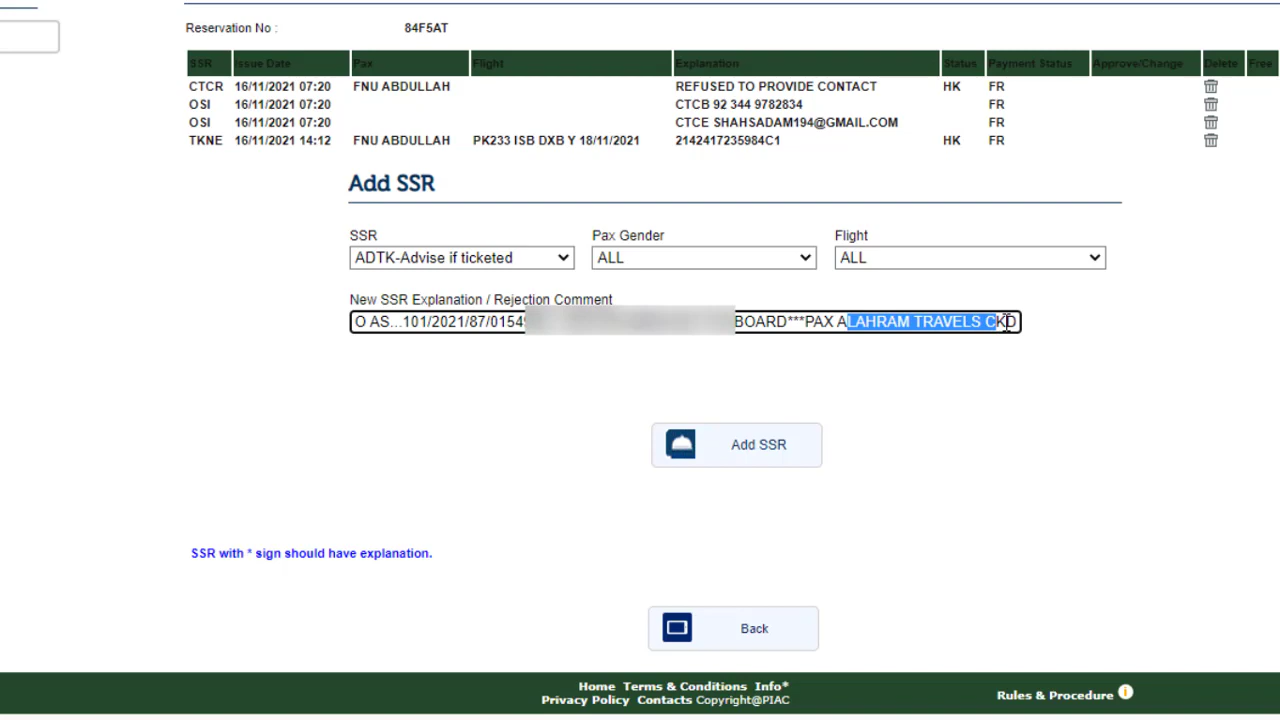 Reservation No : 84F5AT
SSR Issue Date Pax Flight Explanation Status Payment Status Approve/Change Delete Free
CTCR 16/11/2021 07:20 FNU ABDULLAH REFUSED TO PROVIDE CONTACT HK FR
OSI 16/11/2021 07:20 CTCB 92 344 9782834 FR
OSI 16/11/2021 07:20 CTCE SHAHSADAM194@GMAIL.COM FR
TKNE 16/11/2021 14:12 FNU ABDULLAH PK233 ISB DXB Y 18/11/2021 2142417235984C1 HK FR
Add SSR
SSR Pax Gender Flight
ADTK-Advise if ticketed ALL ALL
New SSR Explanation / Rejection Comment
O AS...101/2021/87/0154 BOARD***PAX ALAHRAM TRAVELS CKD
Add SSR
SSR with * sign should have explanation.
Back
Home Terms & Conditions Info*
Privacy Policy Contacts Copyright@PIAC
Rules & Procedure i